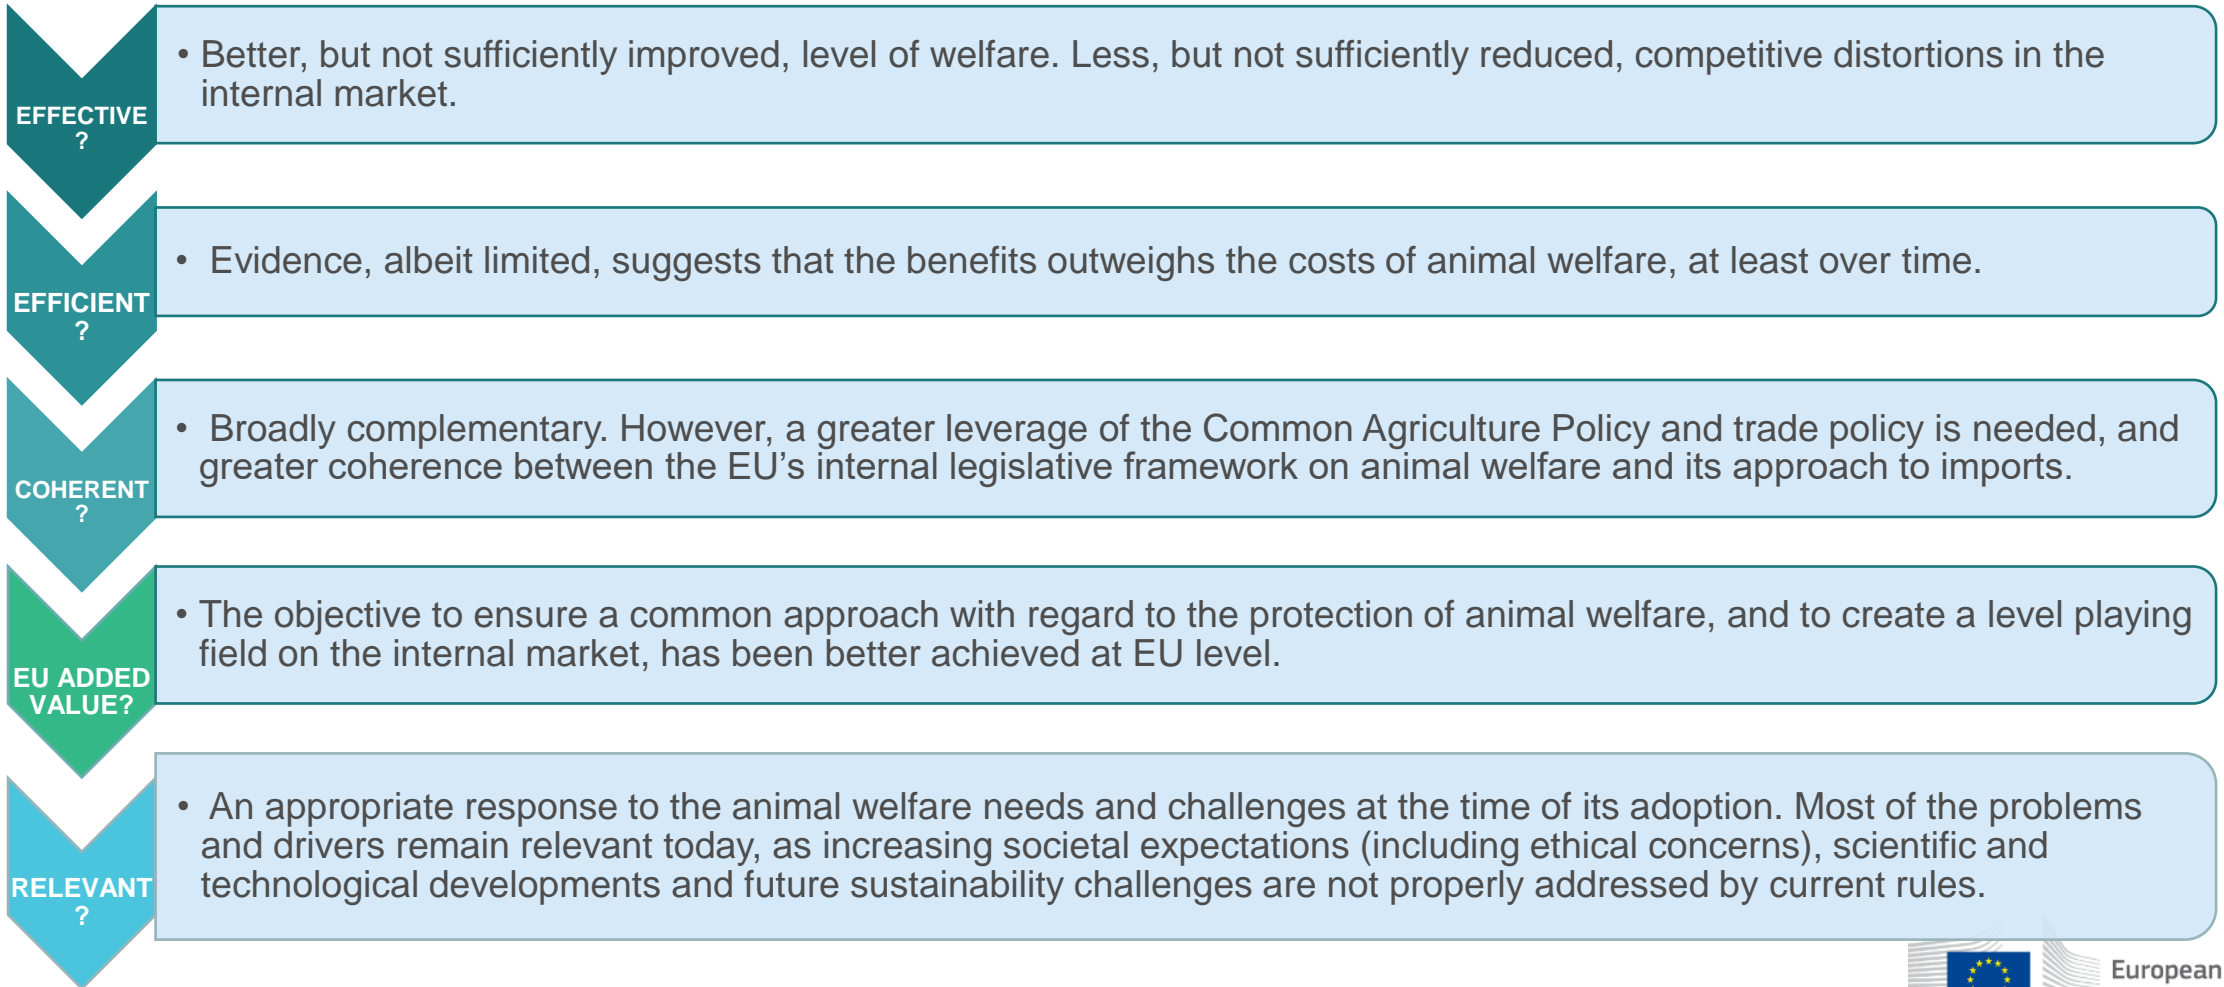 EFFECTIVE
?
• Better, but not sufficiently improved, level of welfare. Less, but not sufficiently reduced, competitive distortions in the
internal market.
EFFICIENT
?
• Evidence, albeit limited, suggests that the benefits outweighs the costs of animal welfare, at least over time.
COHERENT
?
• Broadly complementary. However, a greater leverage of the Common Agriculture Policy and trade policy is needed, and
greater coherence between the EU’s internal legislative framework on animal welfare and its approach to imports.
EU ADDED
VALUE?
• The objective to ensure a common approach with regard to the protection of animal welfare, and to create a level playing
field on the internal market, has been better achieved at EU level.
RELEVANT
?
• An appropriate response to the animal welfare needs and challenges at the time of its adoption. Most of the problems
and drivers remain relevant today, as increasing societal expectations (including ethical concerns), scientific and
technological developments and future sustainability challenges are not properly addressed by current rules.
European